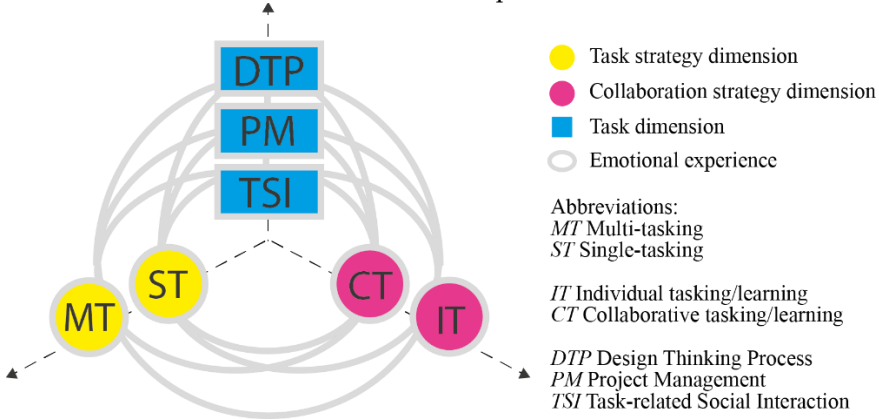 DTP
PM
TSI
ST
CT
MT
IT
Task strategy dimension
Collaboration strategy dimension
Task dimension
Emotional experience
Abbreviations:
MT Multi-tasking
ST Single-tasking
IT Individual tasking/learning
CT Collaborative tasking/learning
DTP Design Thinking Process
PM Project Management
TSI Task-related Social Interaction